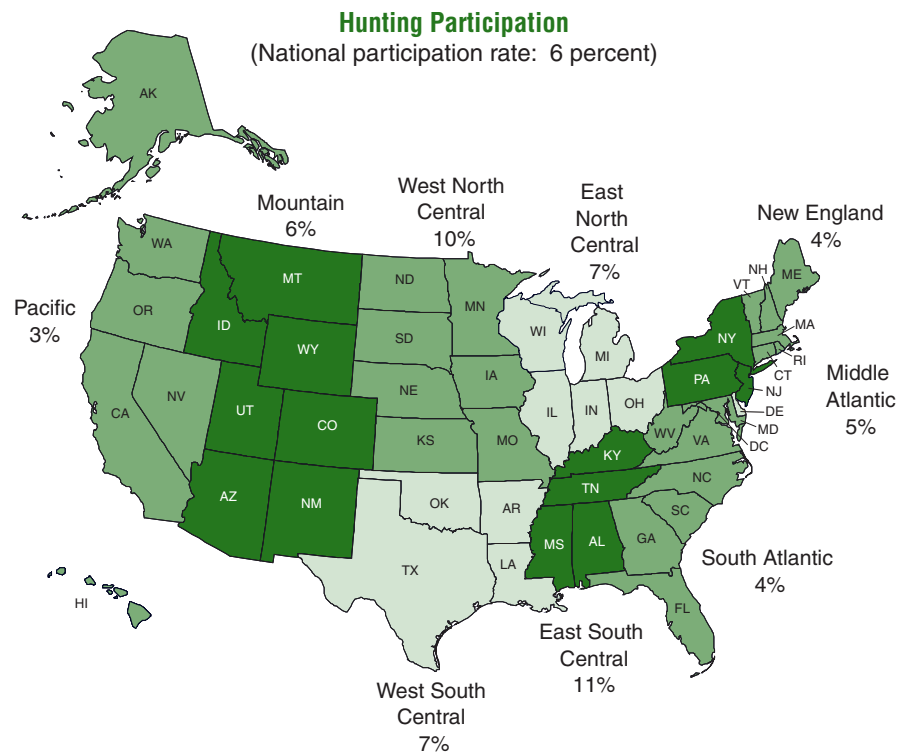 Hunting Participation
(National participation rate: 6 percent)
AK
Mountain
6%
West North
Central
10%
East
North
Central
7%
New England
4%
Pacific
3%
Middle
Atlantic
5%
South Atlantic
4%
East South
Central
11%
West South
Central
7%
WA
OR
CA
NV
ID
MT
WY
UT
CO
AZ
NM
ND
SD
NE
KS
MN
IA
MO
WI
MI
IL
IN
OH
OK
TX
AR
LA
KY
TN
MS
AL
NY
PA
NJ
VT
NH
ME
MA
RI
CT
DE
MD
DC
WV
VA
NC
SC
GA
FL
HI